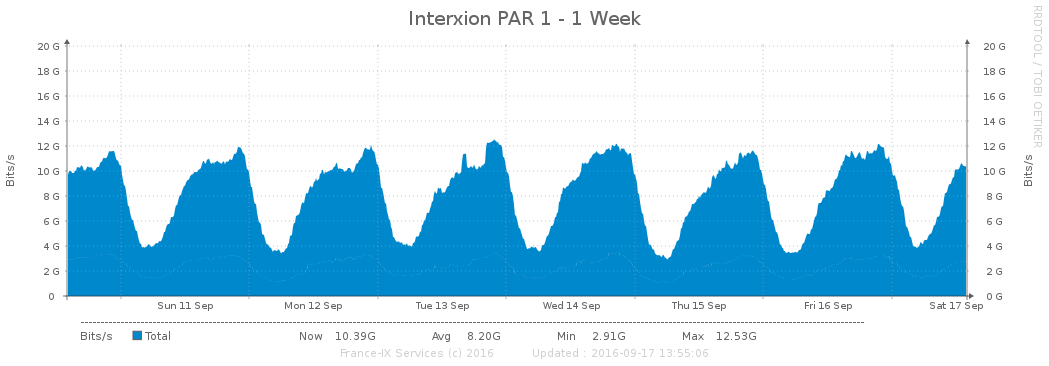 Interxion PAR 1 - 1 Week
RRDTOOL / TOBI OETIKER
Bits/s
20 G
18 G
16 G
14 G
12 G
10 G
8 G
6 G
4 G
2 G
0
20 G
18 G
16 G
14 G
12 G
10 G
8 G
6 G
4 G
2 G
0 G
Bits/s
Sun 11 Sep Mon 12 Sep Tue 13 Sep Wed 14 Sep Thu 15 Sep Fri 16 Sep Sat 17 Sep
Bits/s Total Now 10.39G Avg 8.20G Min 2.91G Max 12.53G
France-IX Services (c) 2016 Updated : 2016-09-17 13:55:06